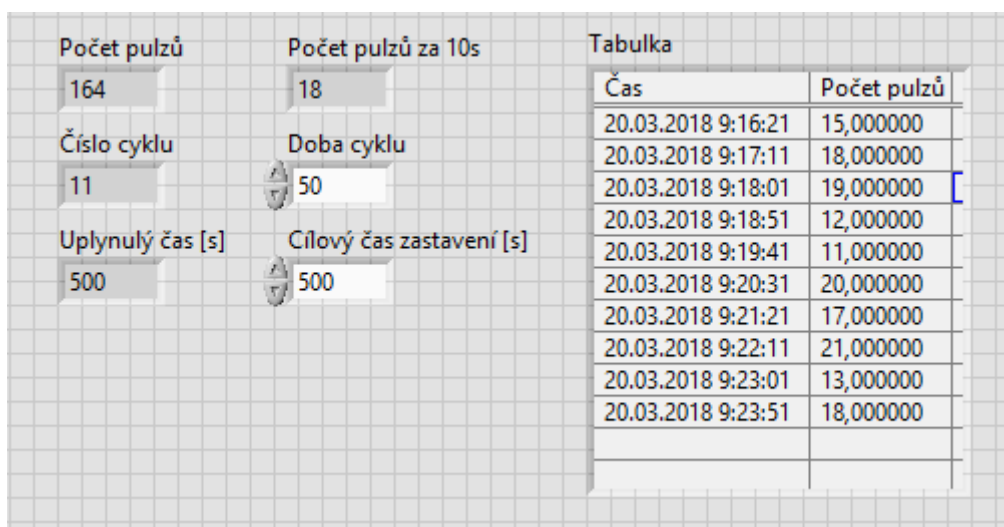 Počet pulzů
164
Počet pulzů za 10s
18
Číslo cyklu
11
Doba cyklu
50
Uplynulý čas [s]
500
Cílový čas zastavení [s]
500
Tabulka
Čas Počet pulzů
20.03.2018 9:16:21 15,000000
20.03.2018 9:17:11 18,000000
20.03.2018 9:18:01 19,000000
20.03.2018 9:18:51 12,000000
20.03.2018 9:19:41 11,000000
20.03.2018 9:20:31 20,000000
20.03.2018 9:21:21 17,000000
20.03.2018 9:22:11 21,000000
20.03.2018 9:23:01 13,000000
20.03.2018 9:23:51 18,000000